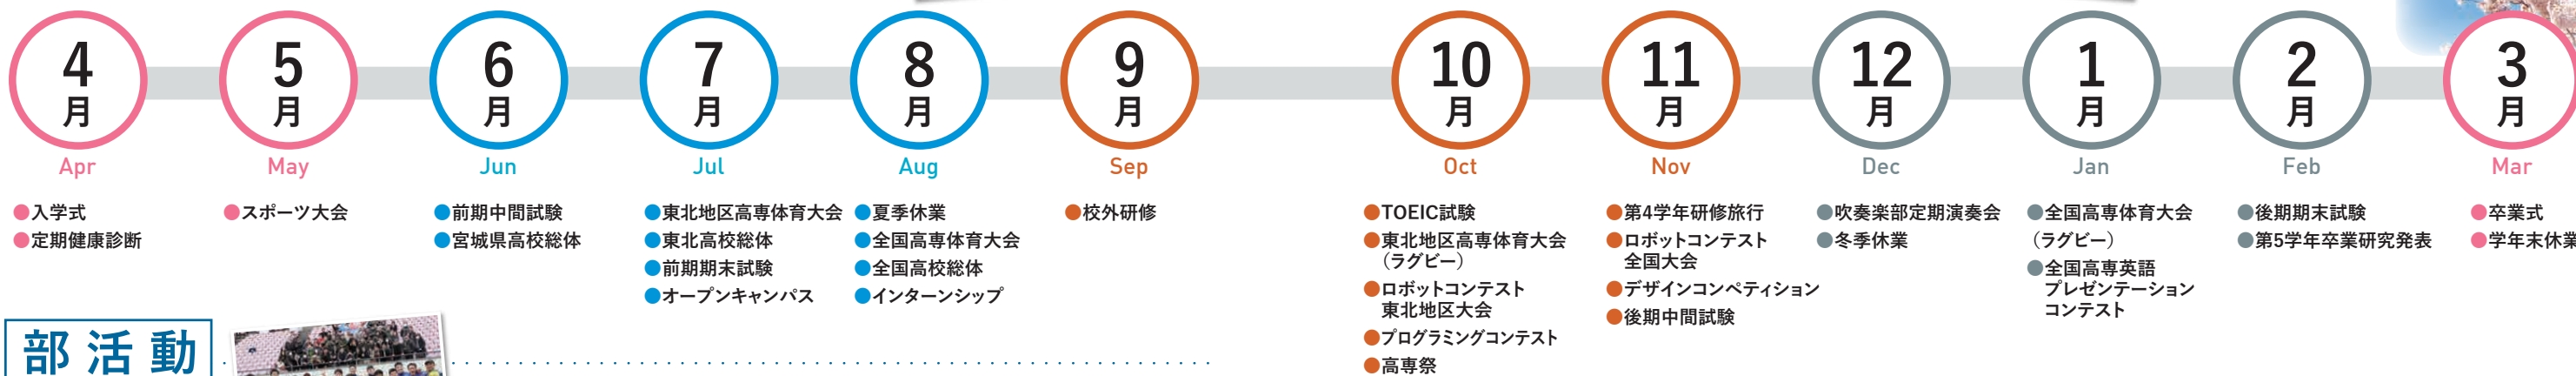 4
月
Apr
●入学式
●定期健康診断
5
月
May
●スポーツ大会
6
月
Jun
●前期中間試験
●宮城県高校総体
7
月
Jul
●東北地区高専体育大会
●東北高校総体
●前期期末試験
●オープンキャンパス
8
月
Aug
●夏季休業
●全国高専体育大会
●全国高校総体
●インターンシップ
9
月
Sep
●校外研修
10
月
Oct
●TOEIC試験
●東北地区高専体育大会
（ラグビー）
●ロボットコンテスト
東北地区大会
●プログラミングコンテスト
●高専祭
11
月
Nov
●第4学年研修旅行
●ロボットコンテスト
全国大会
●デザインコンペティション
●後期中間試験
12
月
Dec
●吹奏楽部定期演奏会
●冬季休業
1
月
Jan
●全国高専体育大会
（ラグビー）
●全国高専英語
プレゼンテーション
コンテスト
2
月
Feb
●後期期末試験
●第5学年卒業研究発表
3
月
Mar
●卒業式
●学年末休業
部活動